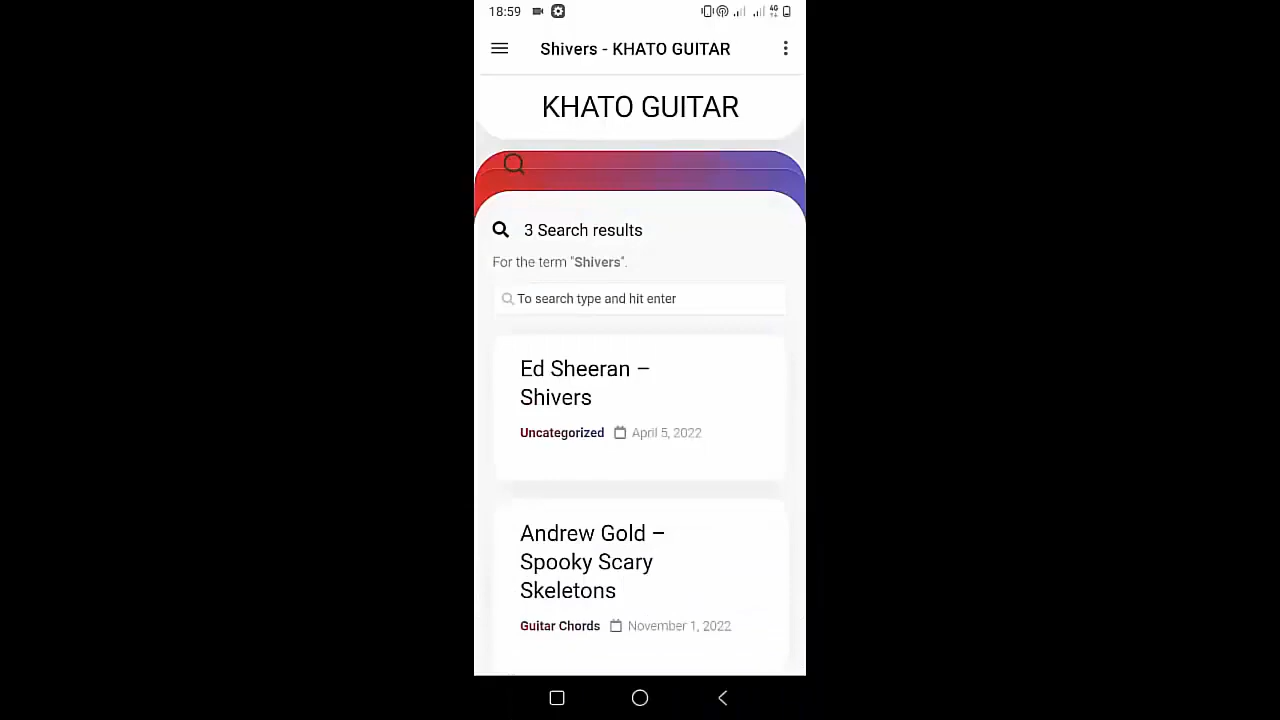 18:59
4G
Shivers - KHATO GUITAR
KHATO GUITAR
3 Search results
For the term "Shivers".
To search type and hit enter
Ed Sheeran –
Shivers
Uncategorized April 5, 2022
Andrew Gold –
Spooky Scary
Skeletons
Guitar Chords November 1, 2022